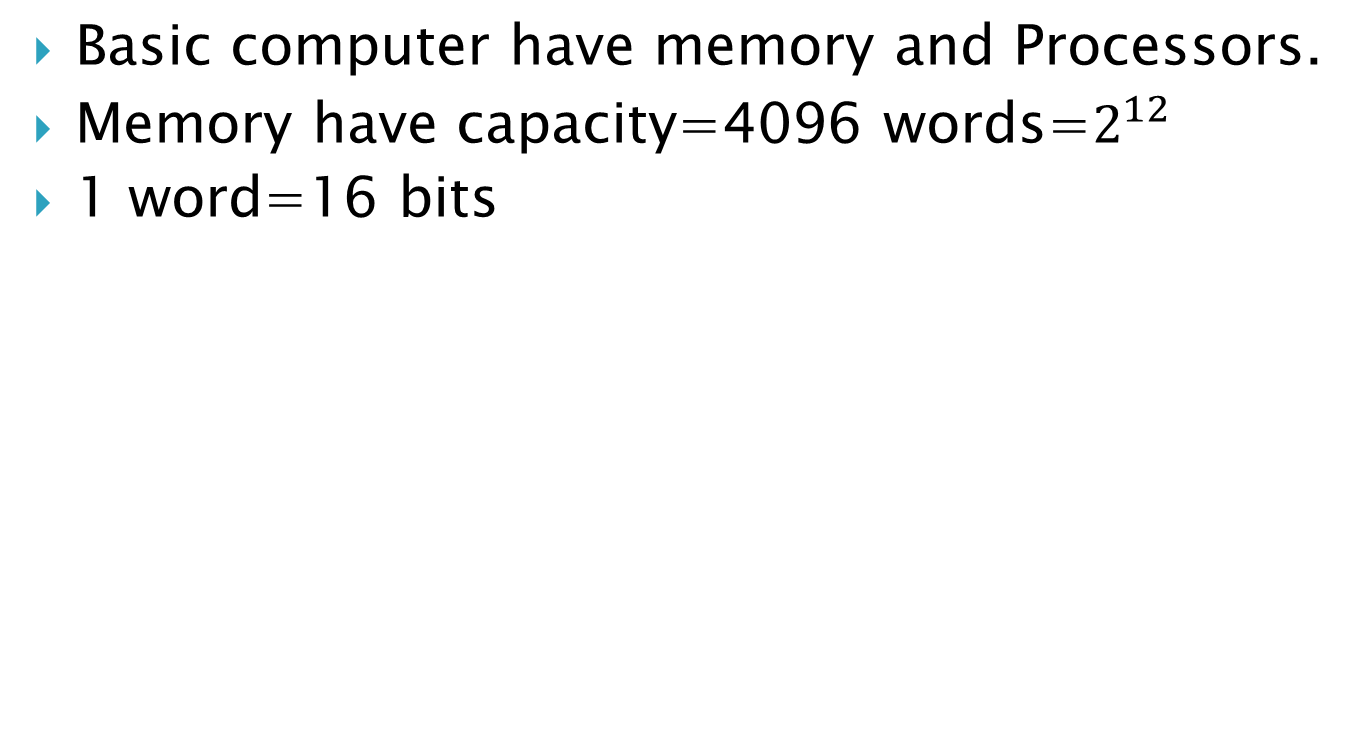 Basic computer have memory and Processors.
Memory have capacity=4096 words=2¹²
1 word=16 bits